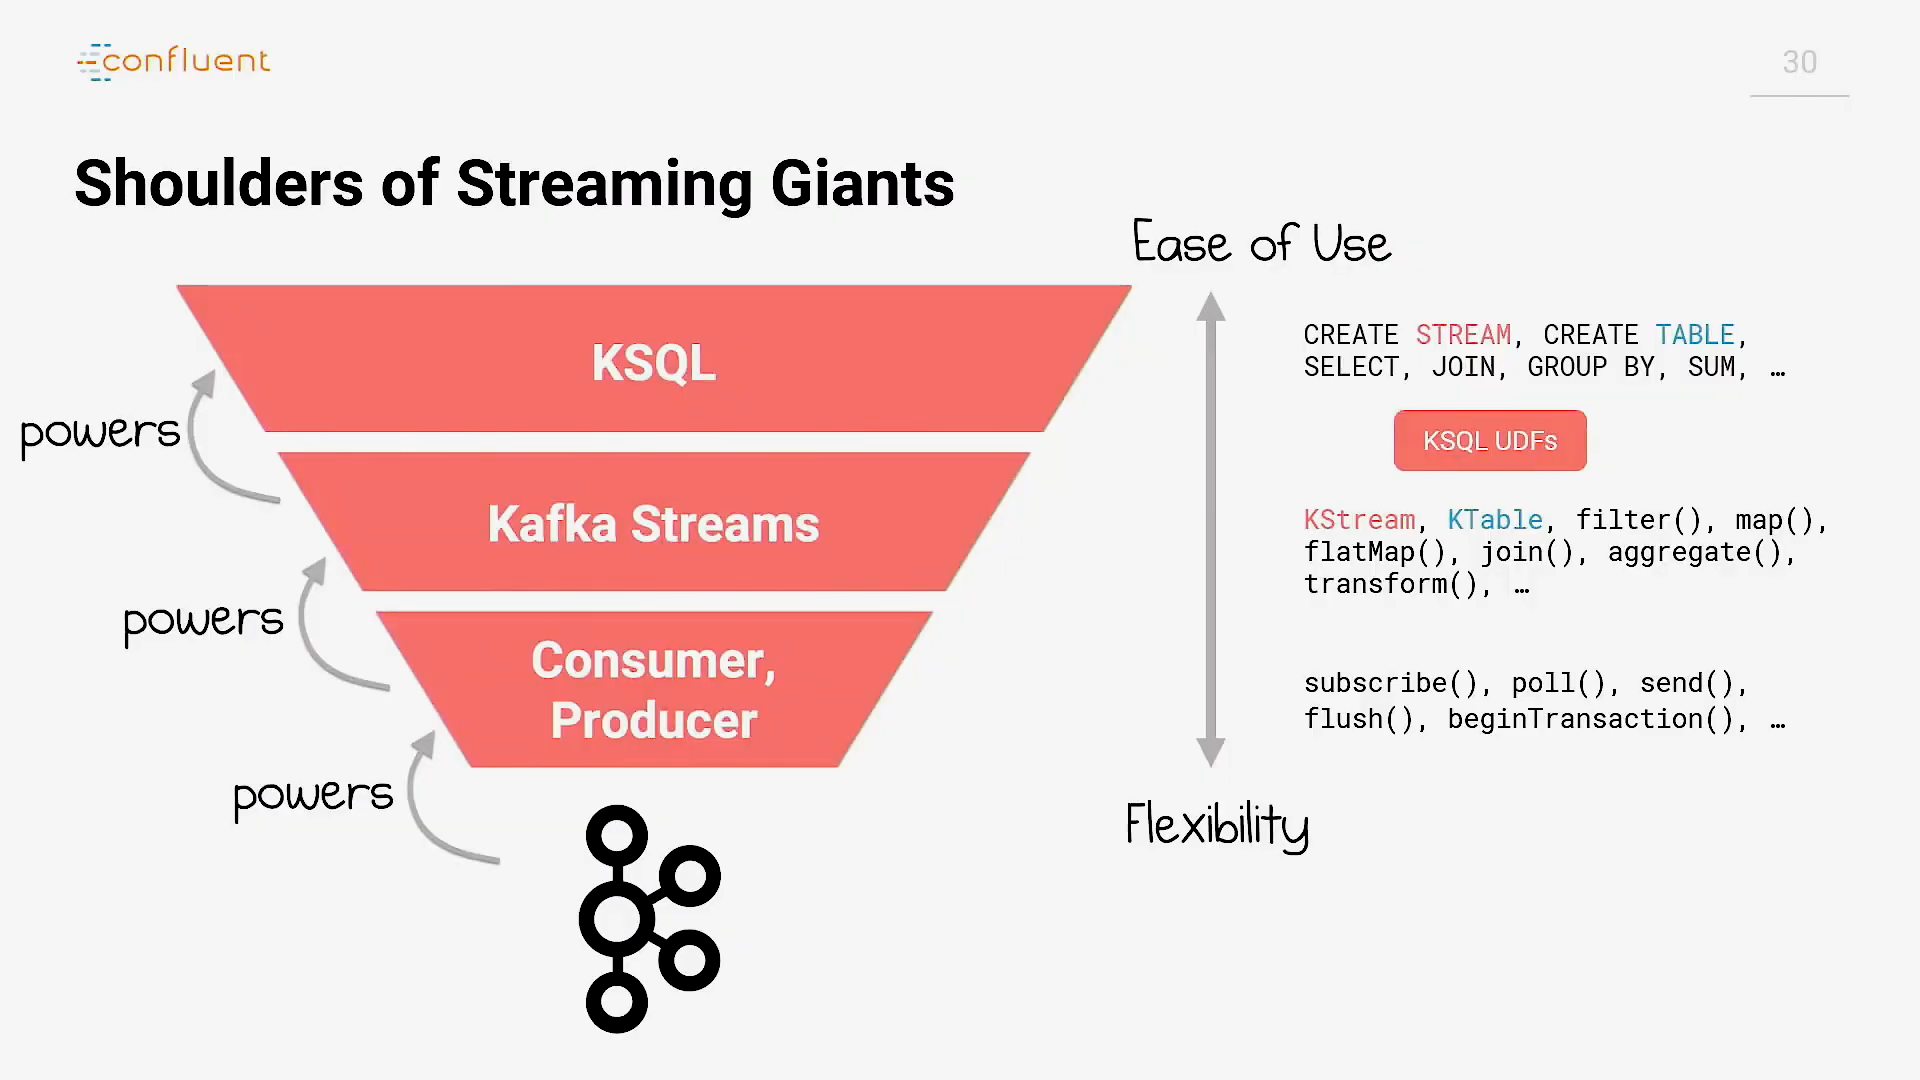 confluent
30
Shoulders of Streaming Giants
Ease of Use
KSQL
CREATE STREAM, CREATE TABLE,
SELECT, JOIN, GROUP BY, SUM, …
powers
KSQL UDFs
Kafka Streams
KStream, KTable, filter(), map(),
flatMap(), join(), aggregate(),
transform(), …
powers
Consumer,
Producer
subscribe(), poll(), send(),
flush(), beginTransaction(), …
powers
Flexibility